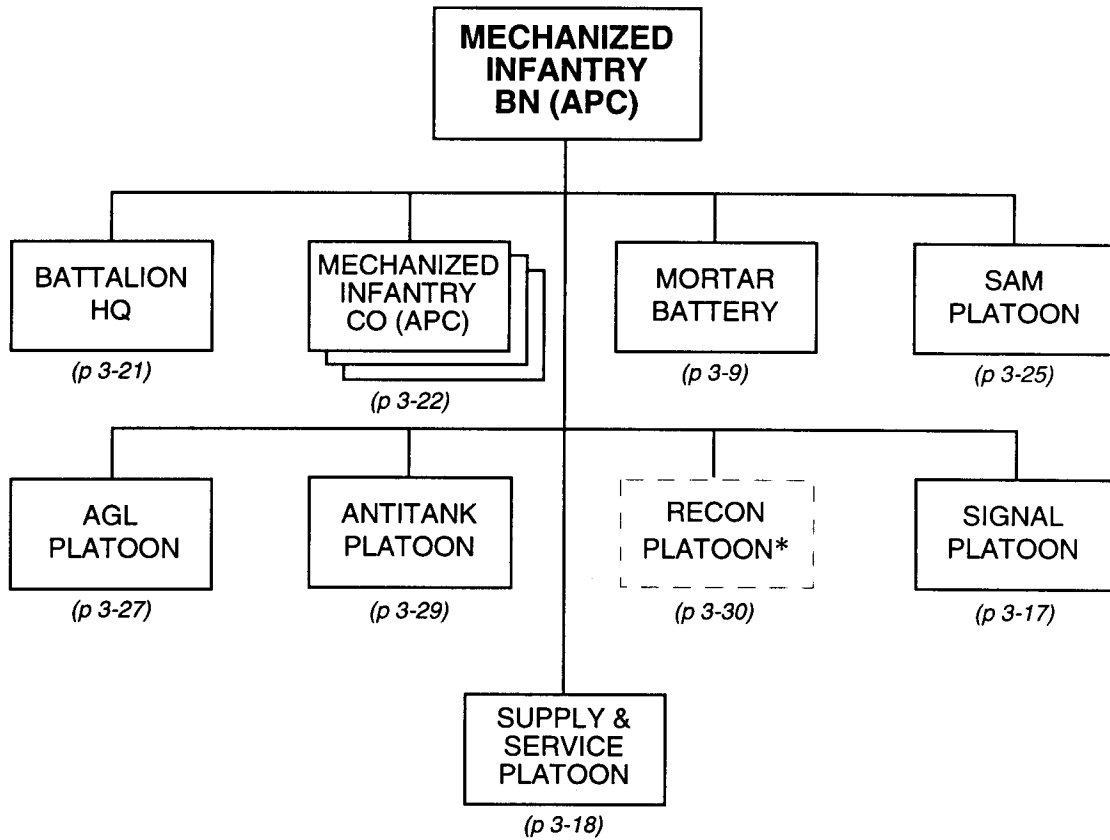 MECHANIZED
INFANTRY
BN (APC)
BATTALION
HQ
(p 3-21)
MECHANIZED
INFANTRY
CO (APC)
(p 3-22)
MORTAR
BATTERY
(p 3-9)
SAM
PLATOON
(p 3-25)
AGL
PLATOON
(p 3-27)
ANTITANK
PLATOON
(p 3-29)
RECON
PLATOON*
(p 3-30)
SIGNAL
PLATOON
(p 3-17)
SUPPLY &
SERVICE
PLATOON
(p 3-18)